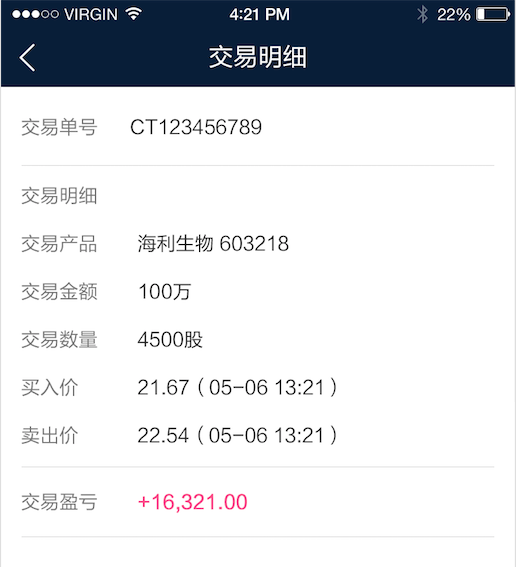 VIRGIN 4:21 PM 22%
交易明细
交易单号 CT123456789
交易明细
交易产品 海利生物 603218
交易金额 100万
交易数量 4500股
买入价 21.67（05-06 13:21）
卖出价 22.54（05-06 13:21）
交易盈亏 +16,321.00